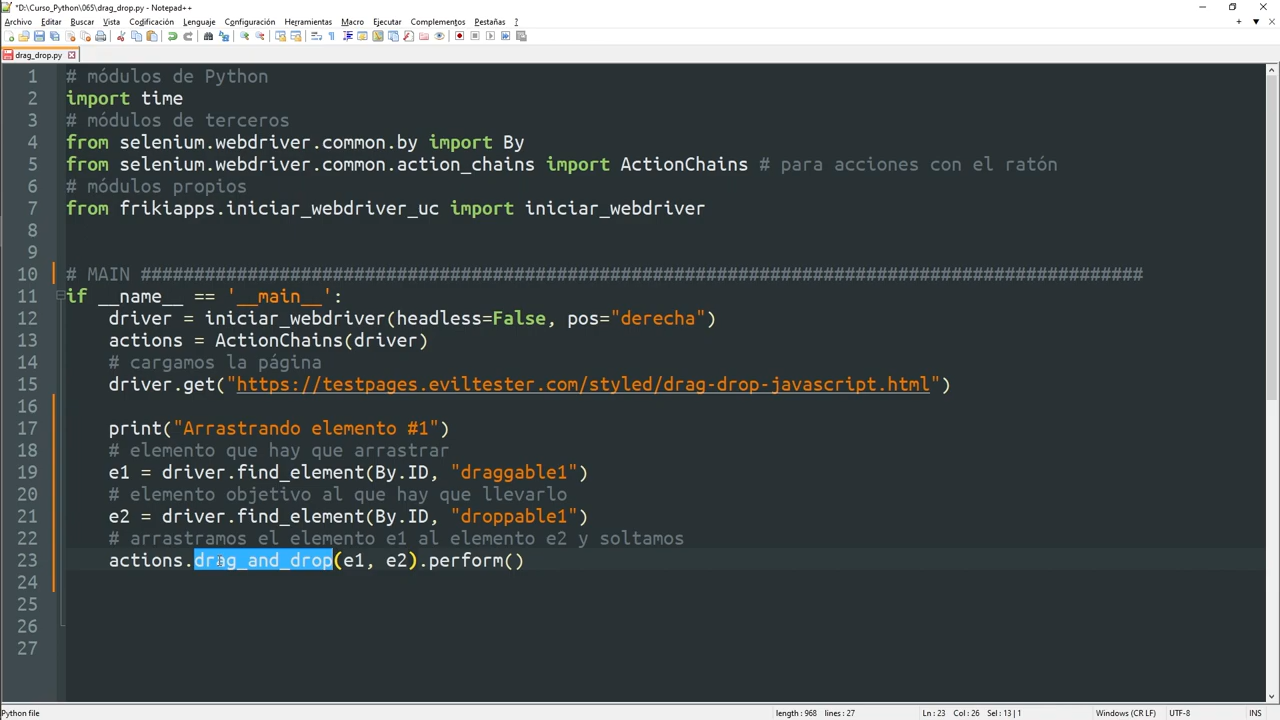 *D:\Curso_Python\065\drag_drop.py - Notepad++
Archivo Editar Buscar Vista Codificación Lenguaje Configuración Herramientas Macro Ejecutar Complementos Pestañas ?
drag_drop.py
1 # módulos de Python
2 import time
3 # módulos de terceros
4 from selenium.webdriver.common.by import By
5 from selenium.webdriver.common.action_chains import ActionChains # para acciones con el ratón
6 # módulos propios
7 from frikiapps.iniciar_webdriver_uc import iniciar_webdriver
8
9
10 # MAIN ##############################################################################################
11 if __name__ == '__main__':
12 driver = iniciar_webdriver(headless=False, pos="derecha")
13 actions = ActionChains(driver)
14 # cargamos la página
15 driver.get("https://testpages.eviltester.com/styled/drag-drop-javascript.html")
16
17 print("Arrastrando elemento #1")
18 # elemento que hay que arrastrar
19 e1 = driver.find_element(By.ID, "draggable1")
20 # elemento objetivo al que hay que llevarlo
21 e2 = driver.find_element(By.ID, "droppable1")
22 # arrastramos el elemento e1 al elemento e2 y soltamos
23 actions.drag_and_drop(e1, e2).perform()
24
25
26
27
Python file length : 968 lines : 27 Ln : 23 Col : 26 Sel : 13 | 1 Windows (CR LF) UTF-8 INS